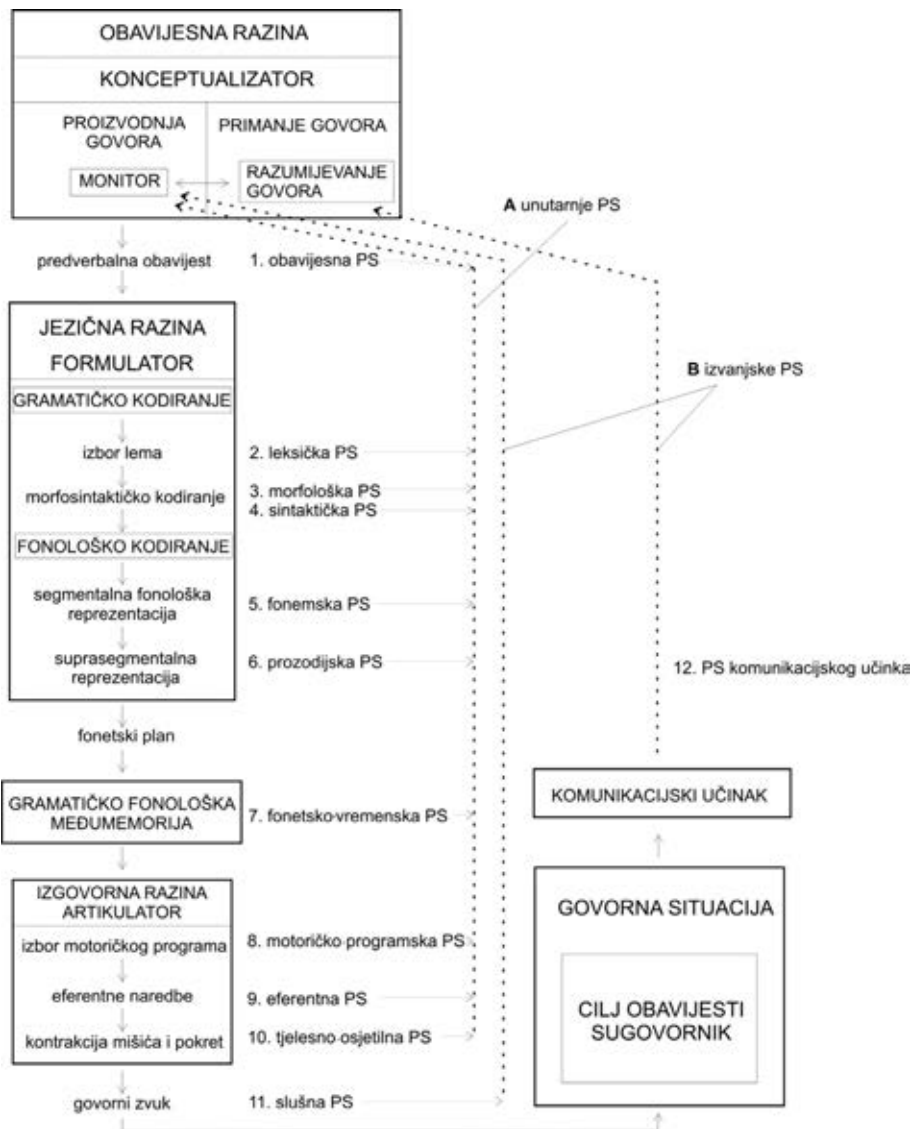 OBAVIJESNA RAZINA
KONCEPTUALIZATOR
PROIZVODNJA
GOVORA
MONITOR
PRIMANJE GOVORA
RAZUMIJEVANJE
GOVORA
predverbalna obavijest
1. obavijesna PS
A unutarnje PS
JEZIČNA RAZINA
FORMULATOR
GRAMATIČKO KODIRANJE
izbor lema
morfosintaktičko kodiranje
FONOLOŠKO KODIRANJE
segmentalna fonološka
reprezentacija
suprasegmentalna
reprezentacija
2. leksička PS
3. morfološka PS
4. sintaktička PS
5. fonemska PS
6. prozodijska PS
B izvanjske PS
12. PS komunikacijskog učinka
fonetski plan
GRAMATIČKO FONOLOŠKA
MEĐUMEMORIJA
7. fonetsko-vremenska PS
KOMUNIKACIJSKI UČINAK
IZGOVORNA RAZINA
ARTIKULATOR
izbor motoričkog programa
eferentne naredbe
kontrakcija mišića i pokret
8. motoričko programska PS
9. eferentna PS
10. tjelesno osjetilna PS
GOVORNA SITUACIJA
CILJ OBAVIJESTI
SUGOVORNIK
govorni zvuk
11. slušna PS